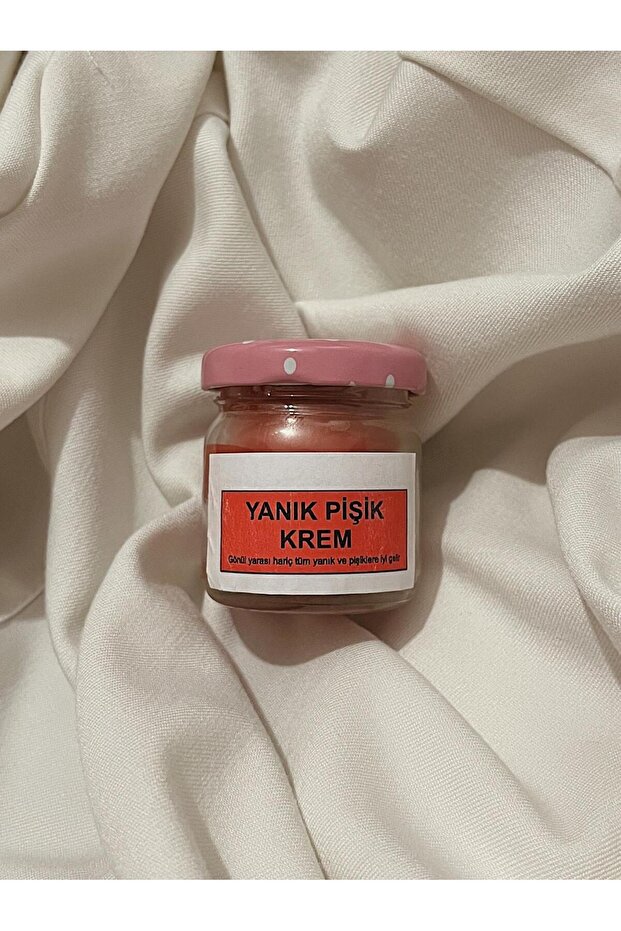 YANIK PİŞİK
KREM
Gönül yarası hariç tüm yanık ve pişiklere iyi gelir